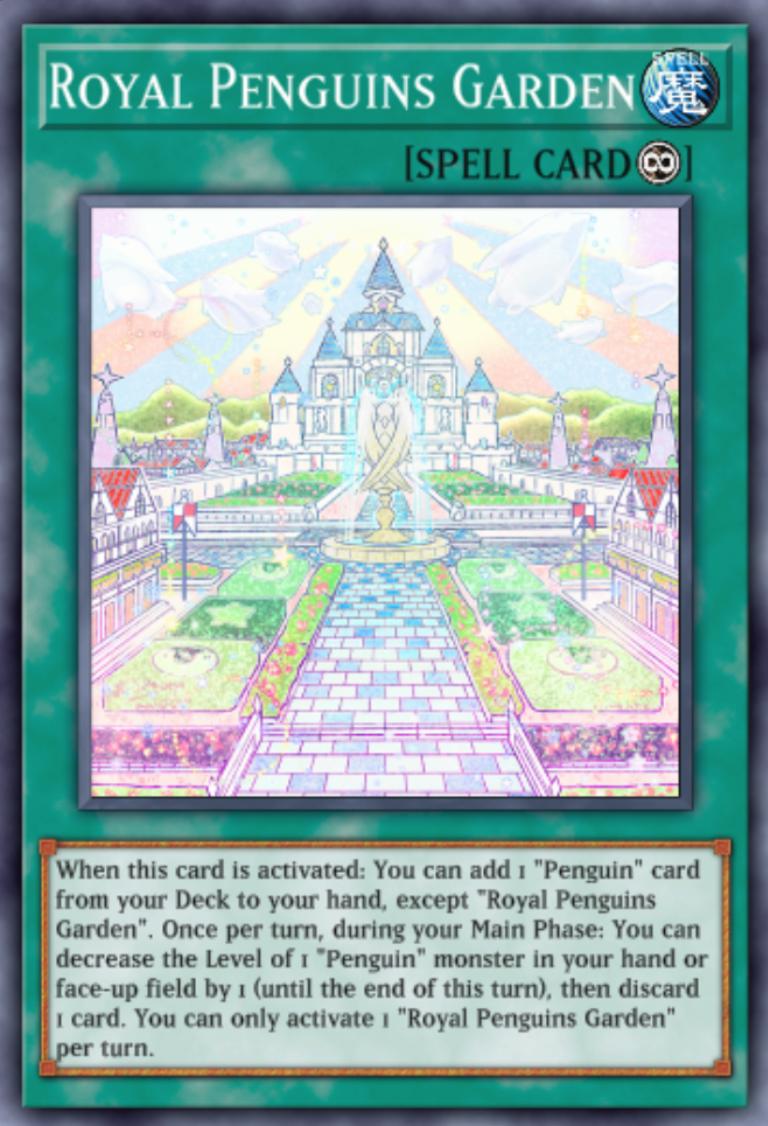 ROYAL PENGUINS GARDEN
SPELL
魔
[SPELL CARD]
When this card is activated: You can add 1 "Penguin" card
from your Deck to your hand, except "Royal Penguins
Garden". Once per turn, during your Main Phase: You can
decrease the Level of 1 "Penguin" monster in your hand or
face-up field by 1 (until the end of this turn), then discard
1 card. You can only activate 1 "Royal Penguins Garden"
per turn.